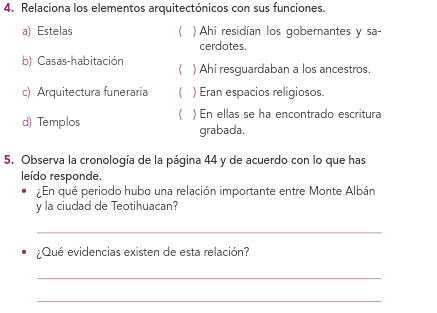 4. Relaciona los elementos arquitectónicos con sus funciones.
a) Estelas
b) Casas-habitación
c) Arquitectura funeraria
d) Templos
( ) Ahí residían los gobernantes y sa-
cerdotes.
( ) Ahí resguardaban a los ancestros.
( ) Eran espacios religiosos.
( ) En ellas se ha encontrado escritura
grabada.
5. Observa la cronología de la página 44 y de acuerdo con lo que has
leído responde.
• ¿En qué periodo hubo una relación importante entre Monte Albán
y la ciudad de Teotihuacan?
• ¿Qué evidencias existen de esta relación?